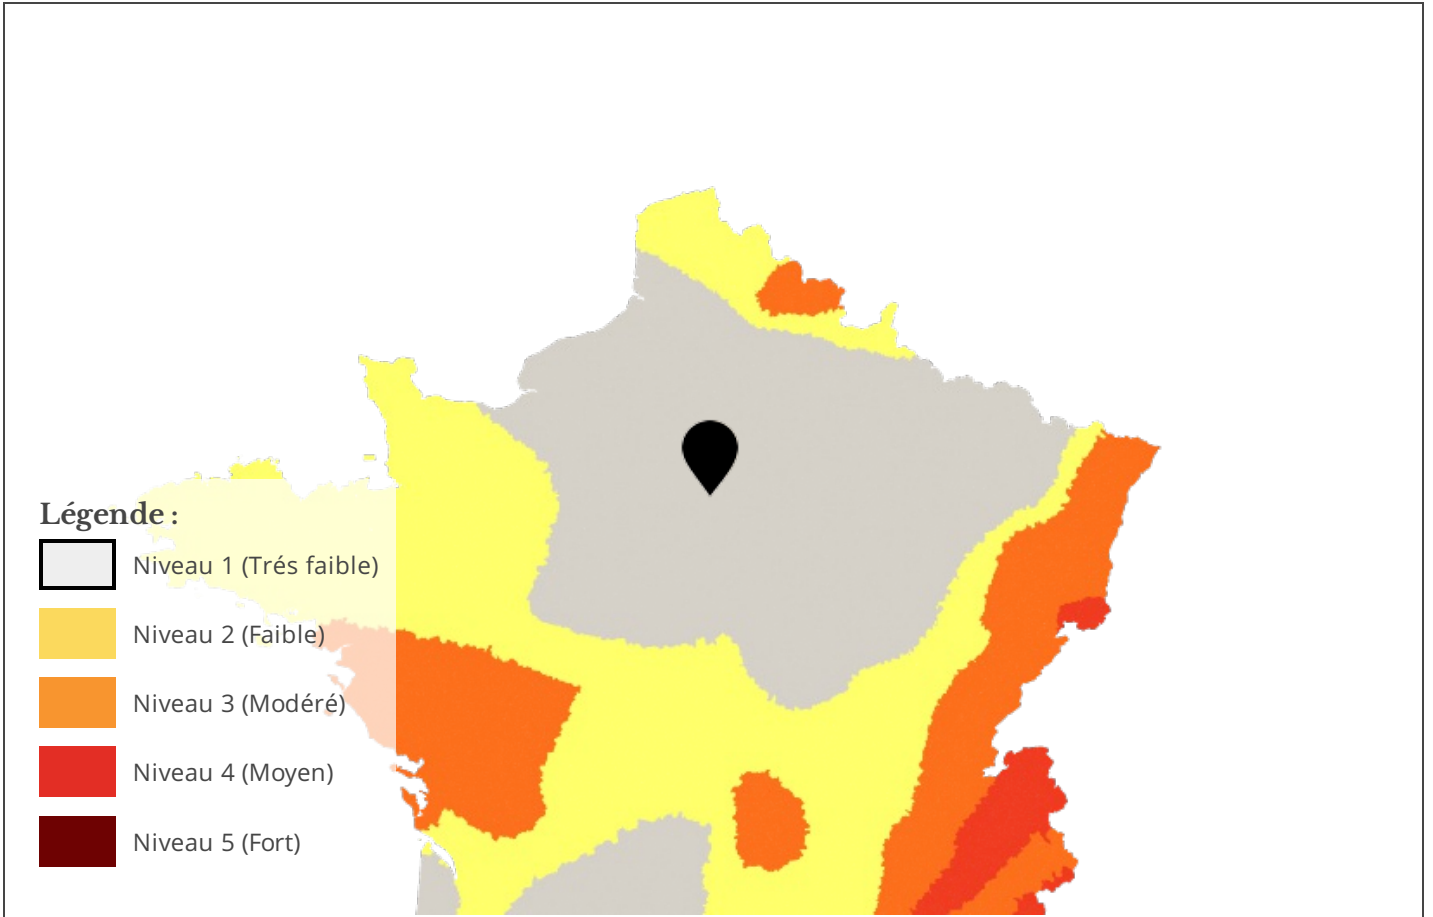 Légende :
Niveau 1 (Trés faible)
Niveau 2 (Faible)
Niveau 3 (Modéré)
Niveau 4 (Moyen)
Niveau 5 (Fort)